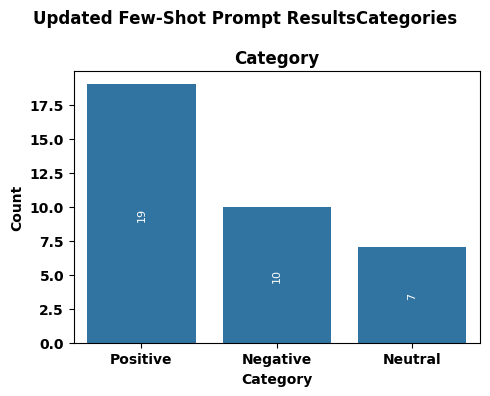 Updated Few-Shot Prompt ResultsCategories
Category
17.5
15.0
12.5
10.0
7.5
5.0
2.5
0.0
Count
19
10
7
Positive Negative Neutral
Category